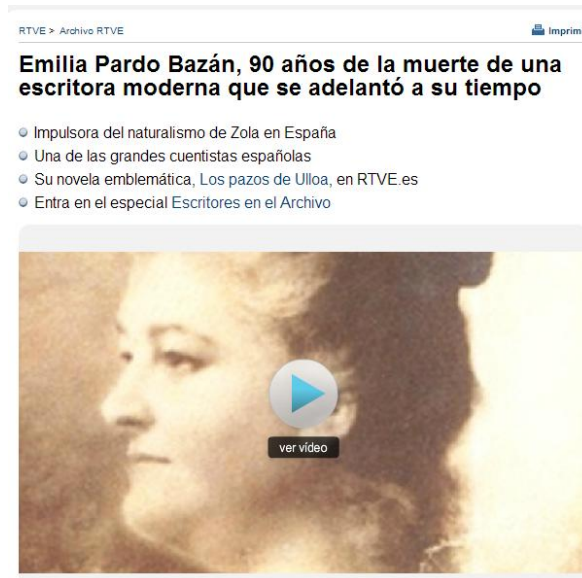 RTVE > Archivo RTVE
Imprim
Emilia Pardo Bazán, 90 años de la muerte de una
escritora moderna que se adelantó a su tiempo
Impulsora del naturalismo de Zola en España
Una de las grandes cuentistas españolas
Su novela emblemática, Los pazos de Ulloa, en RTVE.es
Entra en el especial Escritores en el Archivo
ver vídeo